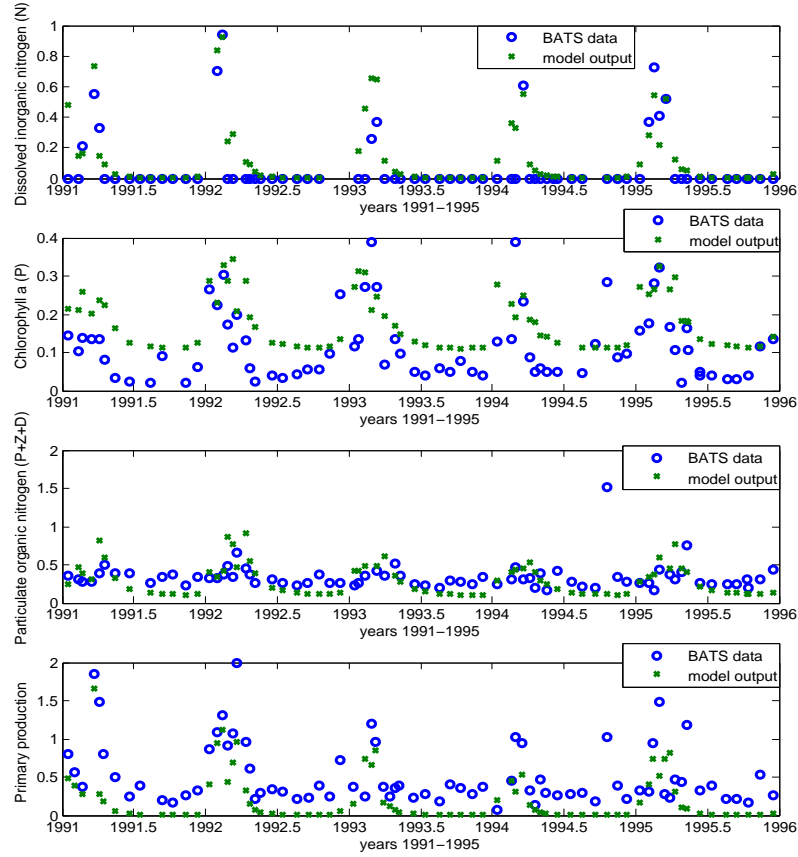 Dissolved inorganic nitrogen (N)
1
0.8
0.6
0.4
0.2
0
BATS data
model output
1991 1991.5 1992 1992.5 1993 1993.5 1994 1994.5 1995 1995.5 1996
years 1991−1995
Chlorophyll a (P)
0.4
0.3
0.2
0.1
0
BATS data
model output
1991 1991.5 1992 1992.5 1993 1993.5 1994 1994.5 1995 1995.5 1996
years 1991−1995
Particulate organic nitrogen (P+Z+D)
2
1.5
1
0.5
0
BATS data
model output
1991 1991.5 1992 1992.5 1993 1993.5 1994 1994.5 1995 1995.5 1996
years 1991−1995
Primary production
2
1.5
1
0.5
0
BATS data
model output
1991 1991.5 1992 1992.5 1993 1993.5 1994 1994.5 1995 1995.5 1996
years 1991−1995